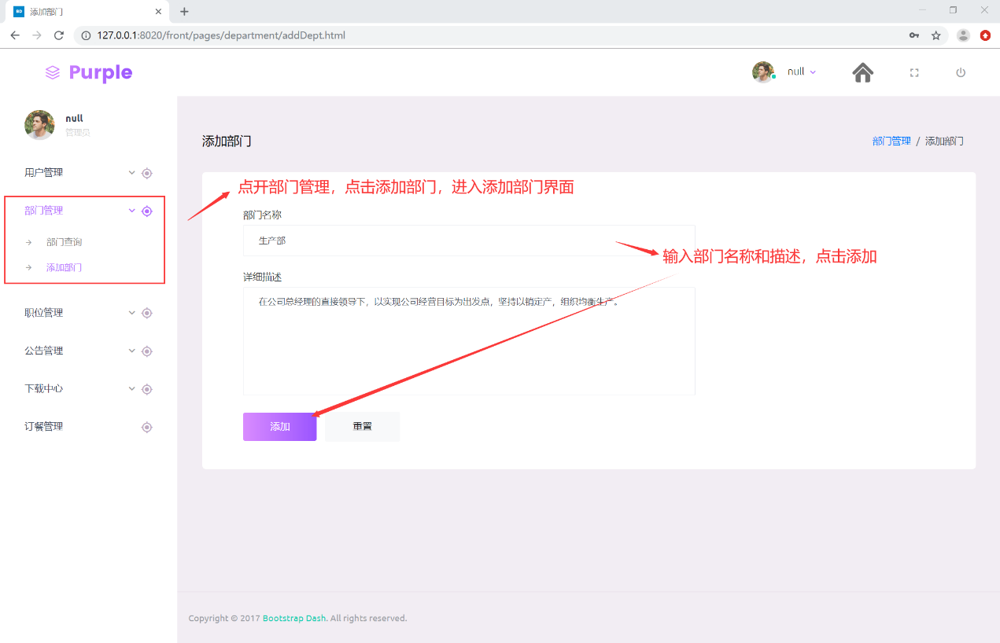 添加部门
127.0.0.1:8020/front/pages/department/addDept.html
Purple
null
null
管理员
用户管理
部门管理
部门查询
添加部门
职位管理
公告管理
下载中心
订餐管理
添加部门
部门管理 / 添加部门
点开部门管理，点击添加部门，进入添加部门界面
部门名称
生产部
输入部门名称和描述，点击添加
详细描述
在公司总经理的直接领导下，以实现公司经营目标为出发点，坚持以销定产，组织均衡生产。
添加
重置
Copyright © 2017 Bootstrap Dash. All rights reserved.